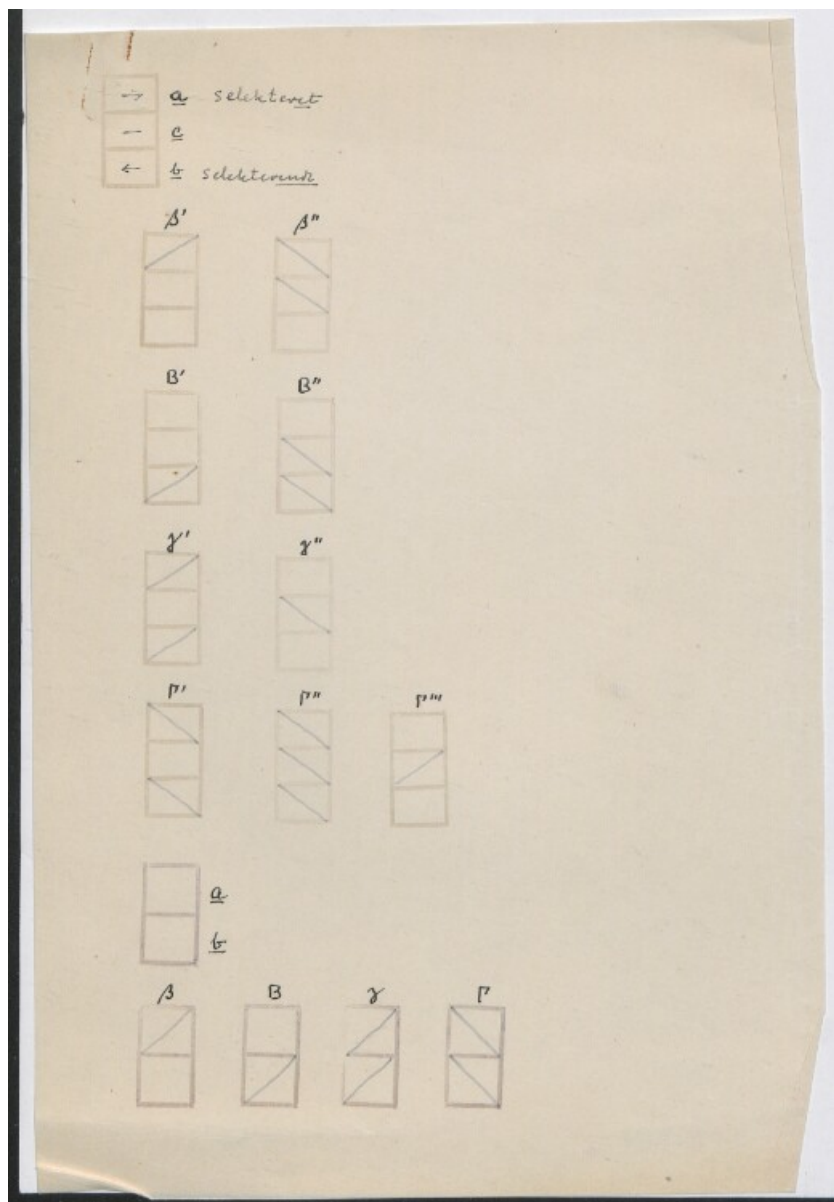 → a selekteret
− c
← b selekterende
β′ β″
B′ B″
γ′ γ″
Γ′ Γ″ Γ‴
a
b
β B γ Γ